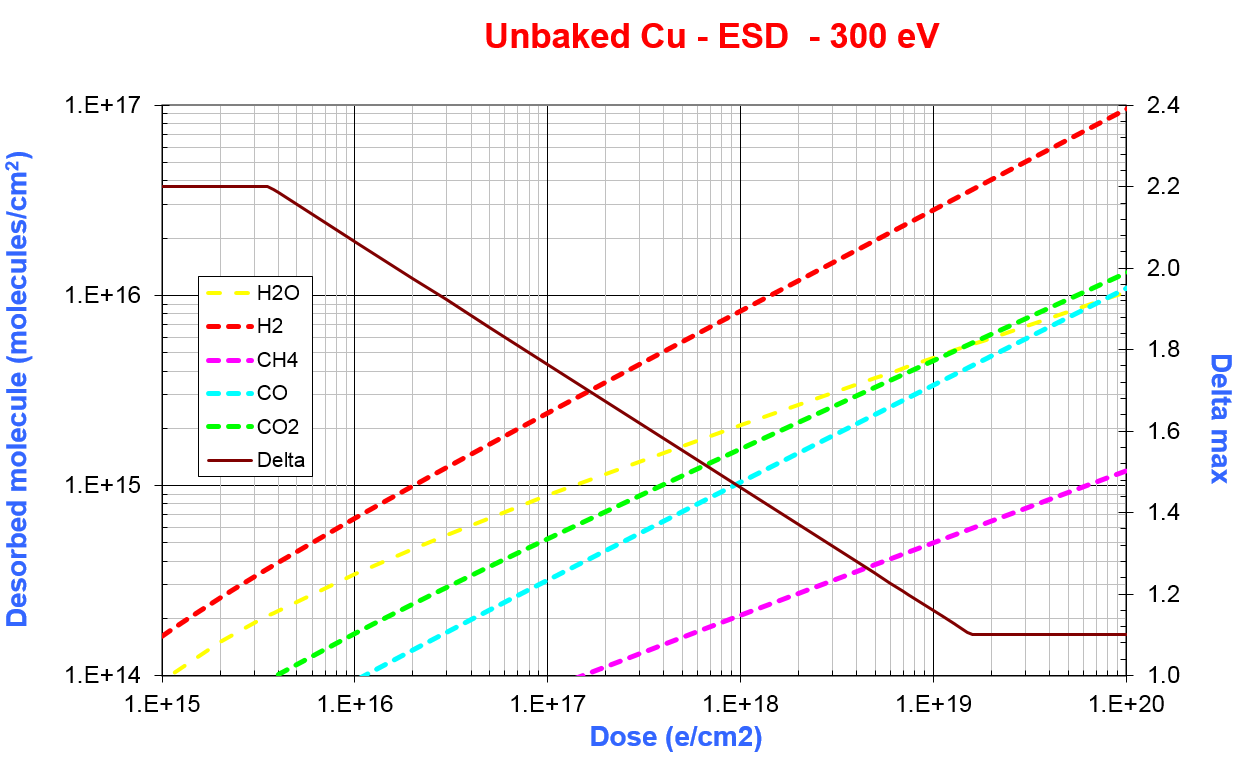 Unbaked Cu - ESD - 300 eV
1.E+17
1.E+16
1.E+15
1.E+14
Desorbed molecule (molecules/cm²)
H2O
H2
CH4
CO
CO2
Delta
2.4
2.2
2.0
1.8
1.6
1.4
1.2
1.0
Delta max
1.E+15 1.E+16 1.E+17 1.E+18 1.E+19 1.E+20
Dose (e/cm2)